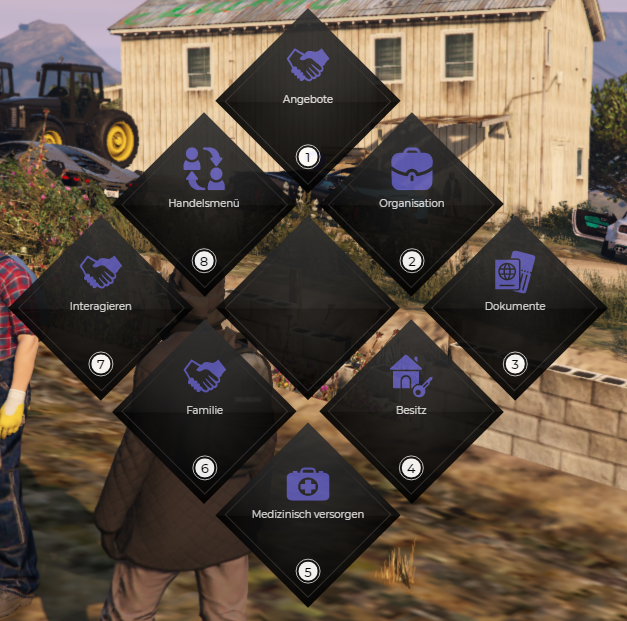 Angebote
1
Handelsmenü
8
Organisation
2
Interagieren
7
Dokumente
3
Familie
6
Besitz
4
Medizinisch versorgen
5